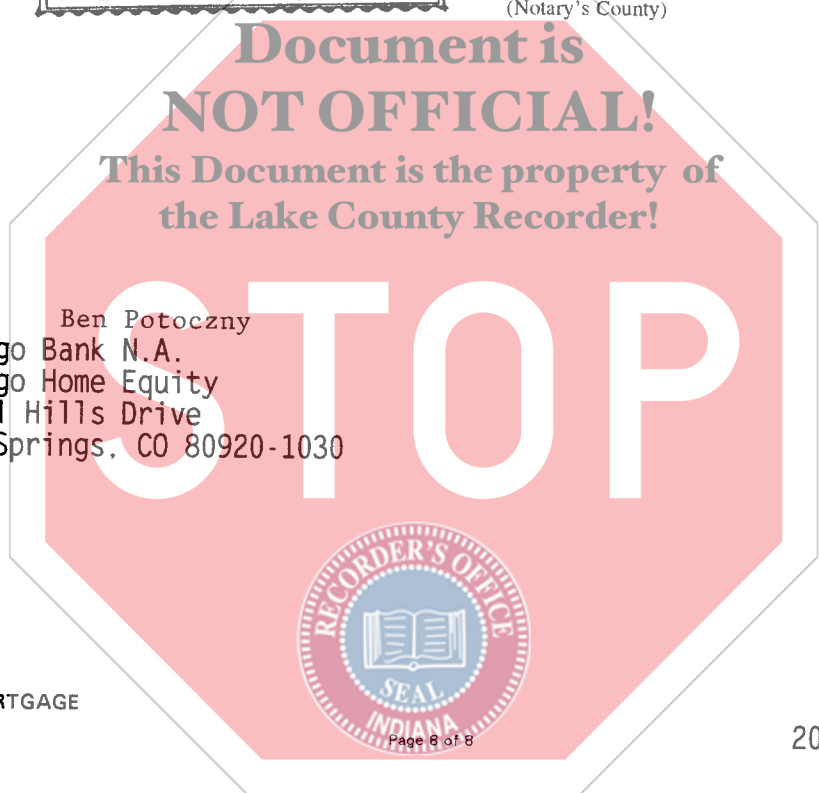 (Notary's County)
Document is
NOT OFFICIAL!
This Document is the property of
the Lake County Recorder!
STOP
Ben Potoczny
go Bank N.A.
go Home Equity
Hills Drive
Springs, CO 80920-1030
RECORDER'S OFFICE
SEAL
INDIANA
RTGAGE
Page 8 of 8
20